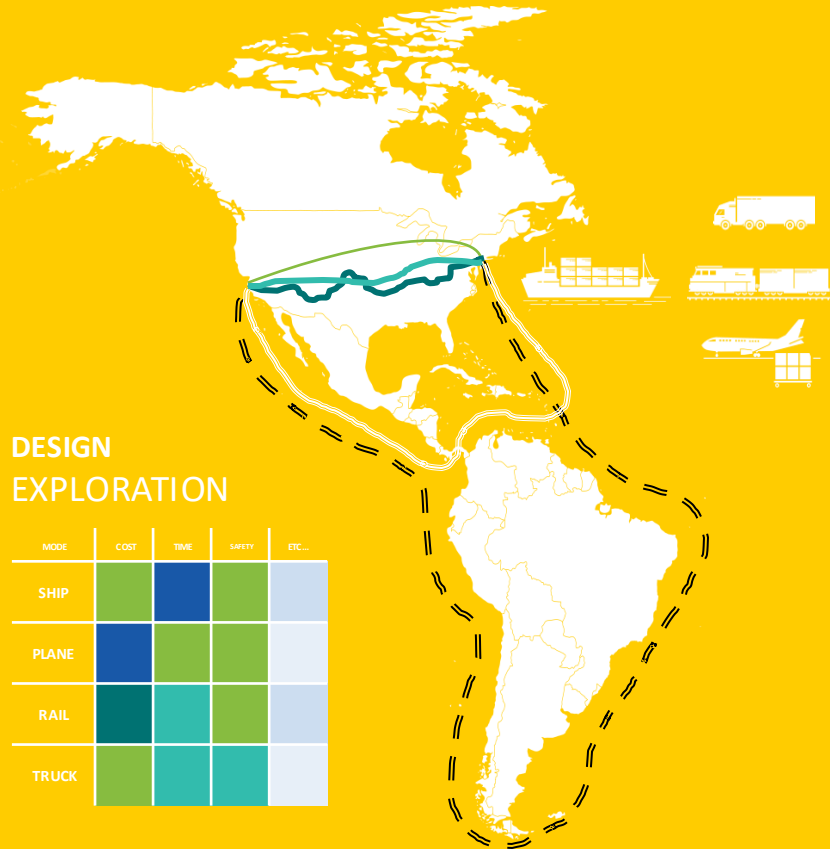 DESIGN
EXPLORATION
MODE COST TIME SAFETY ETC...
SHIP
PLANE
RAIL
TRUCK